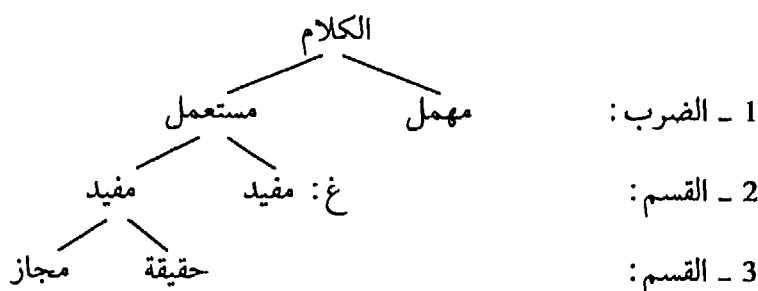 الكلام
1 ـ الضرب : مهمل مستعمل
2 ـ القسم : غ : مفيد مفيد
3 ـ القسم : حقيقة مجاز